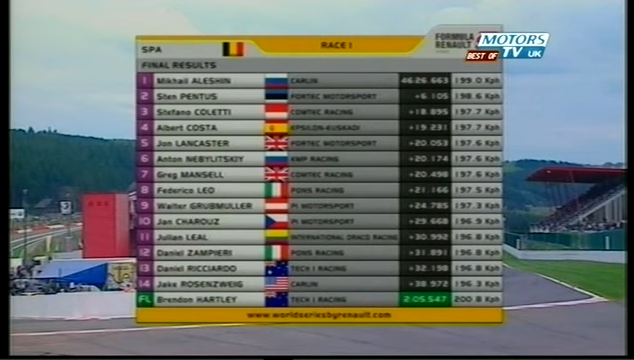 FORMULA
RENAULT
MOTORS
TV UK
BEST OF
SPA RACE 1
FINAL RESULTS
1 Mikhail ALESHIN CARLIN 46:26.663 199.0 Kph
2 Sten PENTUS FORTEC MOTORSPORT +6.105 198.6 Kph
3 Stefano COLETTI COMTEC RACING +18.895 197.7 Kph
4 Albert COSTA EPSILON-EUSKADI +19.231 197.7 Kph
5 Jon LANCASTER FORTEC MOTORSPORT +20.053 197.6 Kph
6 Anton NEBYLITSKIY KMP RACING +20.174 197.6 Kph
7 Greg MANSELL COMTEC RACING +20.498 197.6 Kph
8 Federico LEO PONS RACING +21.166 197.5 Kph
9 Walter GRUBMULLER P1 MOTORSPORT +24.785 197.3 Kph
10 Jan CHAROUZ P1 MOTORSPORT +29.668 196.9 Kph
11 Julian LEAL INTERNATIONAL DRACO RACING +30.992 196.8 Kph
12 Daniel ZAMPIERI PONS RACING +31.891 196.8 Kph
13 Daniel RICCIARDO TECH 1 RACING +32.198 196.8 Kph
14 Jake ROSENZWEIG CARLIN +38.972 196.3 Kph
FL Brendon HARTLEY TECH 1 RACING 2:05.547 200.8 Kph
www.worldseriesbyrenault.com